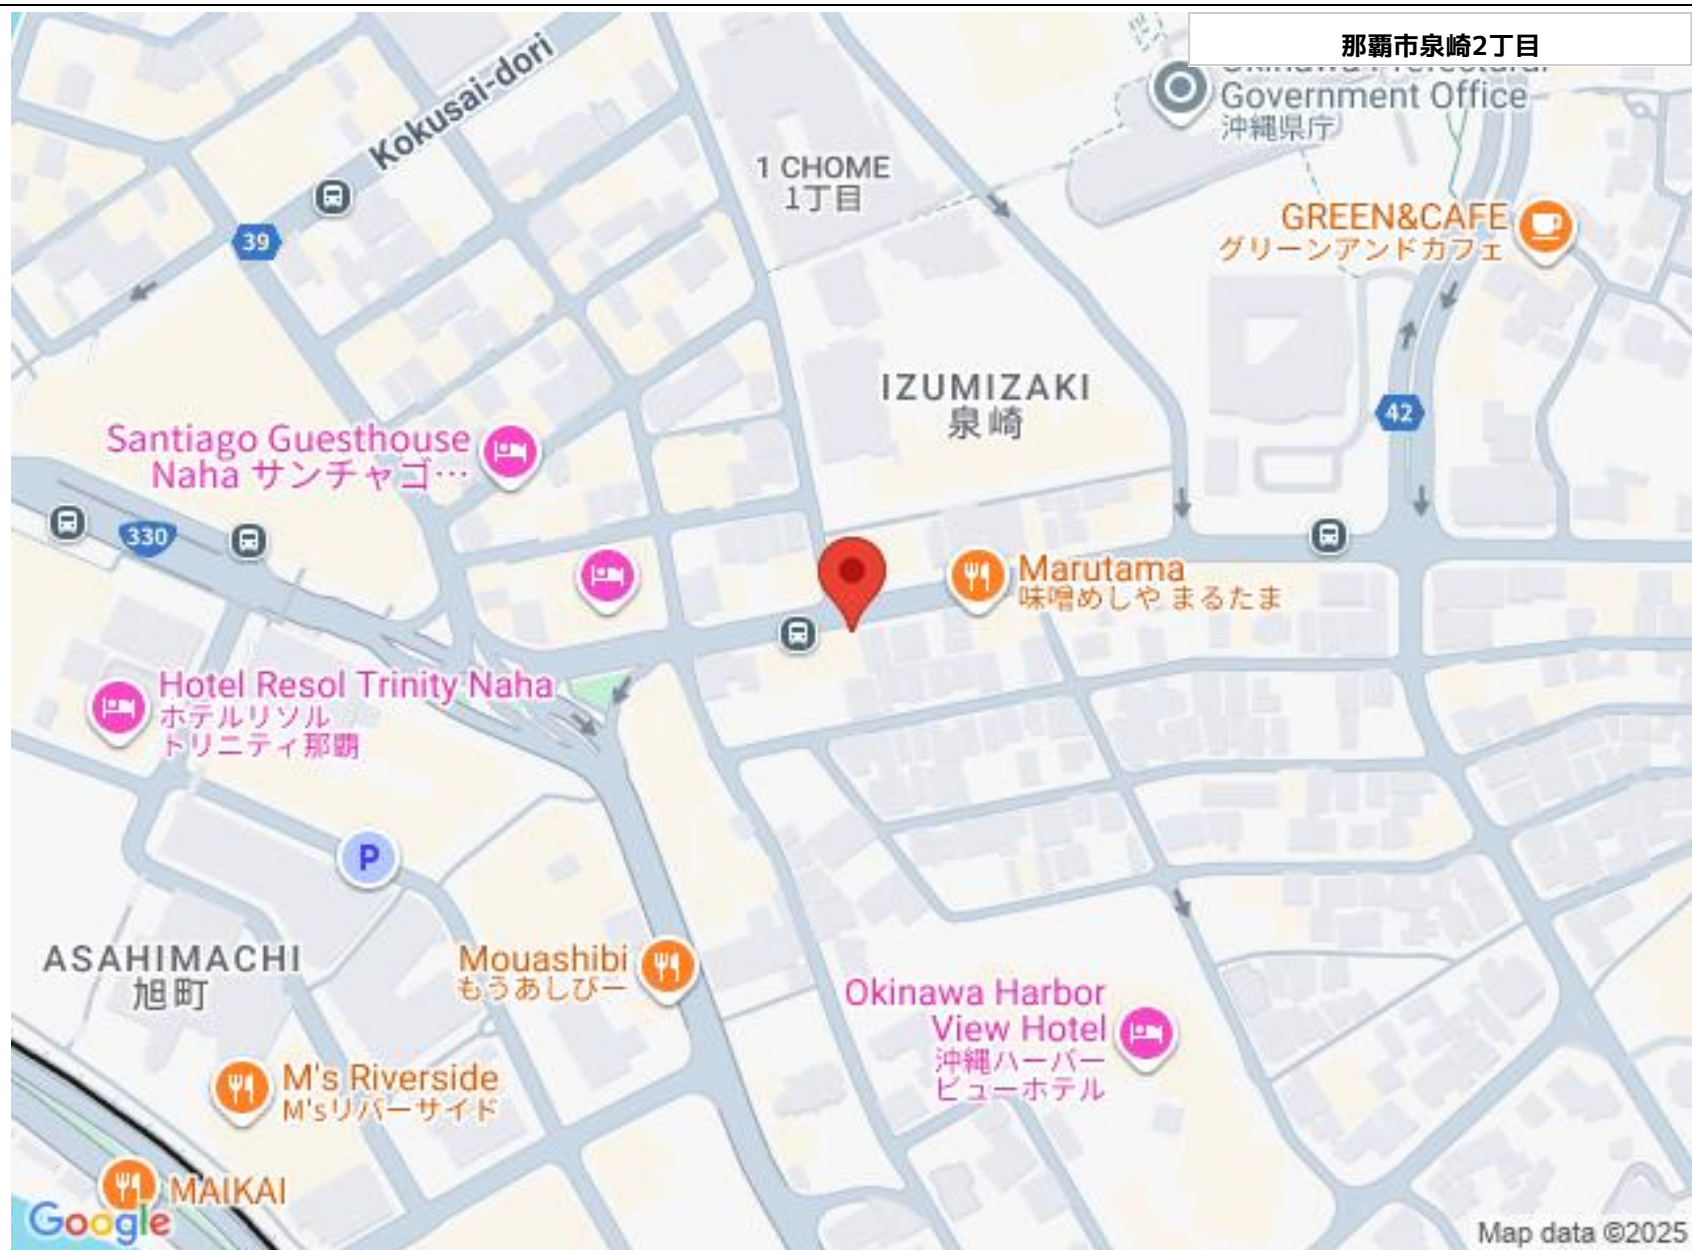 那覇市泉崎2丁目
Kokusai-dori
Government Office
沖縄県庁
1 CHOME
1丁目
GREEN&CAFE
グリーンアンドカフェ
39
IZUMIZAKI
泉崎
42
Santiago Guesthouse
Naha サンチャゴ…
330
Marutama
味噌めしや まるたま
Hotel Resol Trinity Naha
ホテルリゾル
トリニティ那覇
P
ASAHIMACHI
旭町
Mouashibi
もうあしびー
Okinawa Harbor
View Hotel
沖縄ハーバー
ビューホテル
M's Riverside
M'sリバーサイド
MAIKAI
Google
Map data ©2025